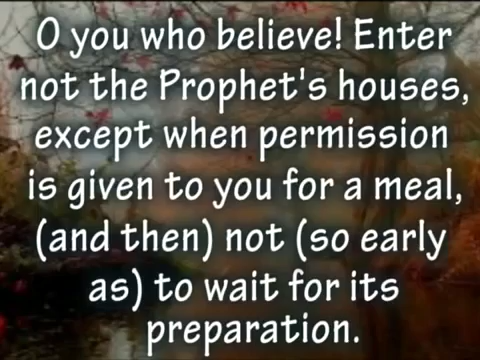 O you who believe! Enter
not the Prophet's houses,
except when permission
is given to you for a meal,
(and then) not (so early
as) to wait for its
preparation.